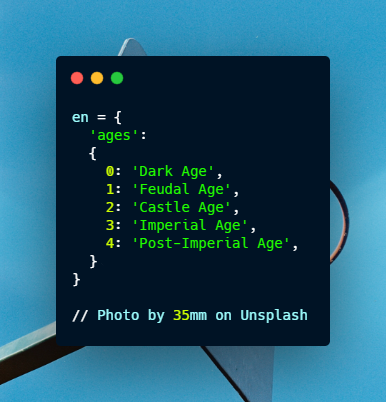 en = {
  'ages':
  {
    0: 'Dark Age',
    1: 'Feudal Age',
    2: 'Castle Age',
    3: 'Imperial Age',
    4: 'Post-Imperial Age',
  }
}

// Photo by 35mm on Unsplash